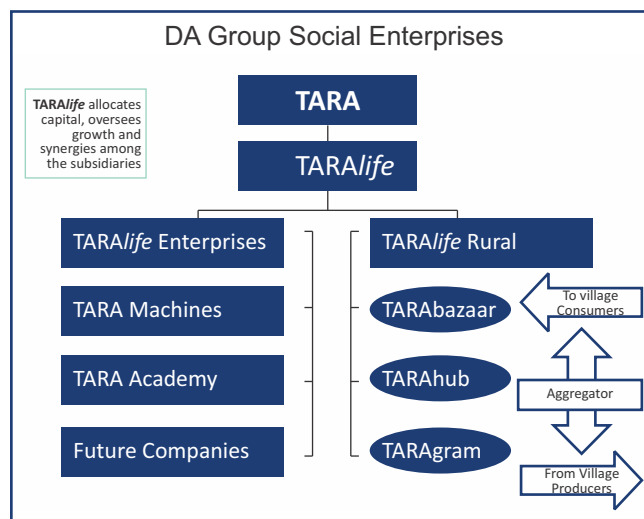 DA Group Social Enterprises
TARA
TARAlife allocates
capital, oversees
growth and
synergies among
the subsidiaries
TARAlife
TARAlife Enterprises
TARAlife Rural
TARA Machines
TARAbazaar
To village
Consumers
TARA Academy
TARAhub
Aggregator
Future Companies
TARAgram
From Village
Producers